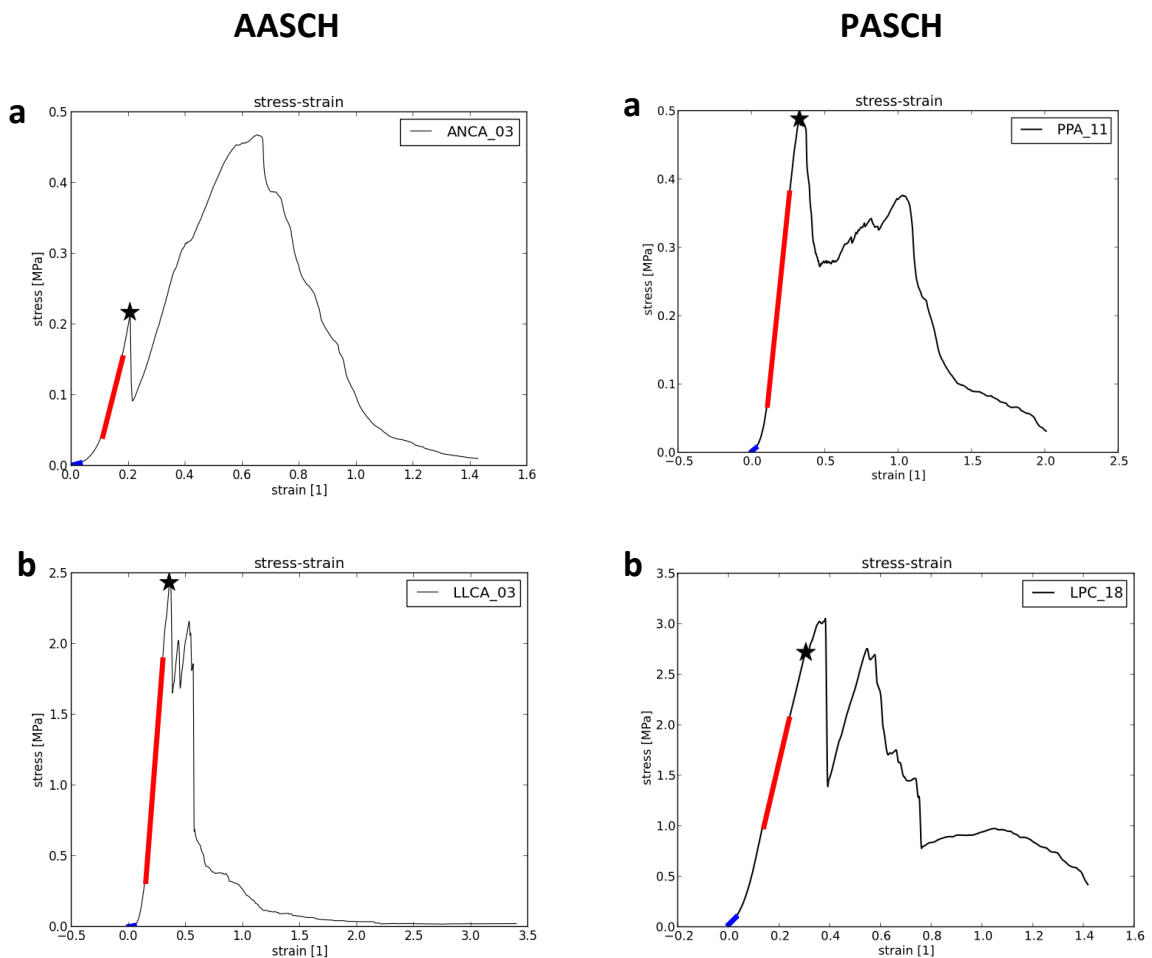 AASCH
PASCH
a
stress-strain
ANCA_03
0.5
0.4
0.3
0.2
0.1
0.0
stress [MPa]
0.0 0.2 0.4 0.6 0.8 1.0 1.2 1.4 1.6
strain [1]
a
stress-strain
PPA_11
0.5
0.4
0.3
0.2
0.1
0.0
stress [MPa]
−0.5 0.0 0.5 1.0 1.5 2.0 2.5
strain [1]
b
stress-strain
LLCA_03
2.5
2.0
1.5
1.0
0.5
0.0
stress [MPa]
−0.5 0.0 0.5 1.0 1.5 2.0 2.5 3.0 3.5
strain [1]
b
stress-strain
LPC_18
3.5
3.0
2.5
2.0
1.5
1.0
0.5
0.0
stress [MPa]
−0.2 0.0 0.2 0.4 0.6 0.8 1.0 1.2 1.4 1.6
strain [1]